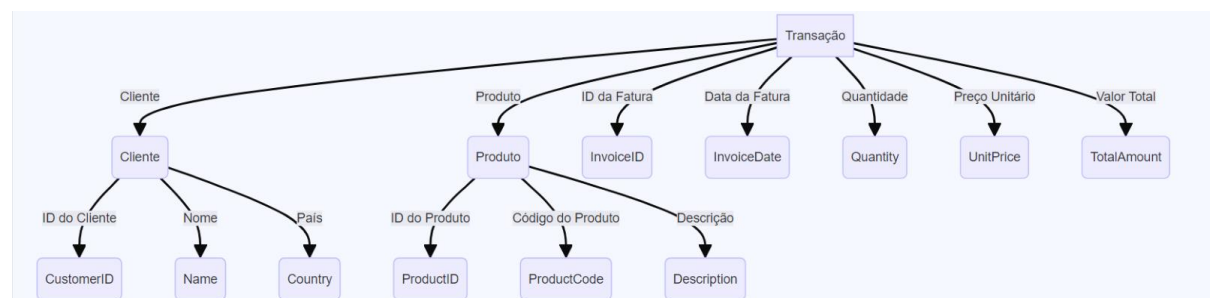 Transação
Cliente
Produto
ID da Fatura
Data da Fatura
Quantidade
Preço Unitário
Valor Total
Cliente
Produto
InvoiceID
InvoiceDate
Quantity
UnitPrice
TotalAmount
ID do Cliente
Nome
País
ID do Produto
Código do Produto
Descrição
CustomerID
Name
Country
ProductID
ProductCode
Description